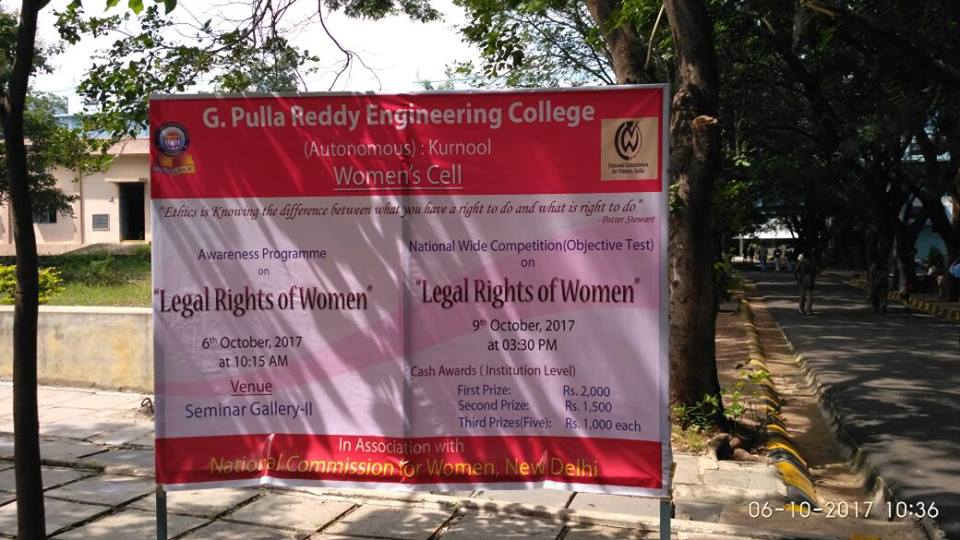 G. Pulla Reddy Engineering College
(Autonomous) : Kurnool
Women's Cell
National Commission
for Women, India
"Ethics is Knowing the difference between what you have a right to do and what is right to do"
- Potter Stewart
Awareness Programme
on
"Legal Rights of Women"
6th October, 2017
at 10:15 AM
Venue
Seminar Gallery-II
National Wide Competition(Objective Test)
on
"Legal Rights of Women"
9th October, 2017
at 03:30 PM
Cash Awards ( Institution Level)
First Prize: Rs. 2,000
Second Prize: Rs. 1,500
Third Prizes(Five): Rs. 1,000 each
In Association with
National Commission for Women, New Delhi
06-10-2017 10:36